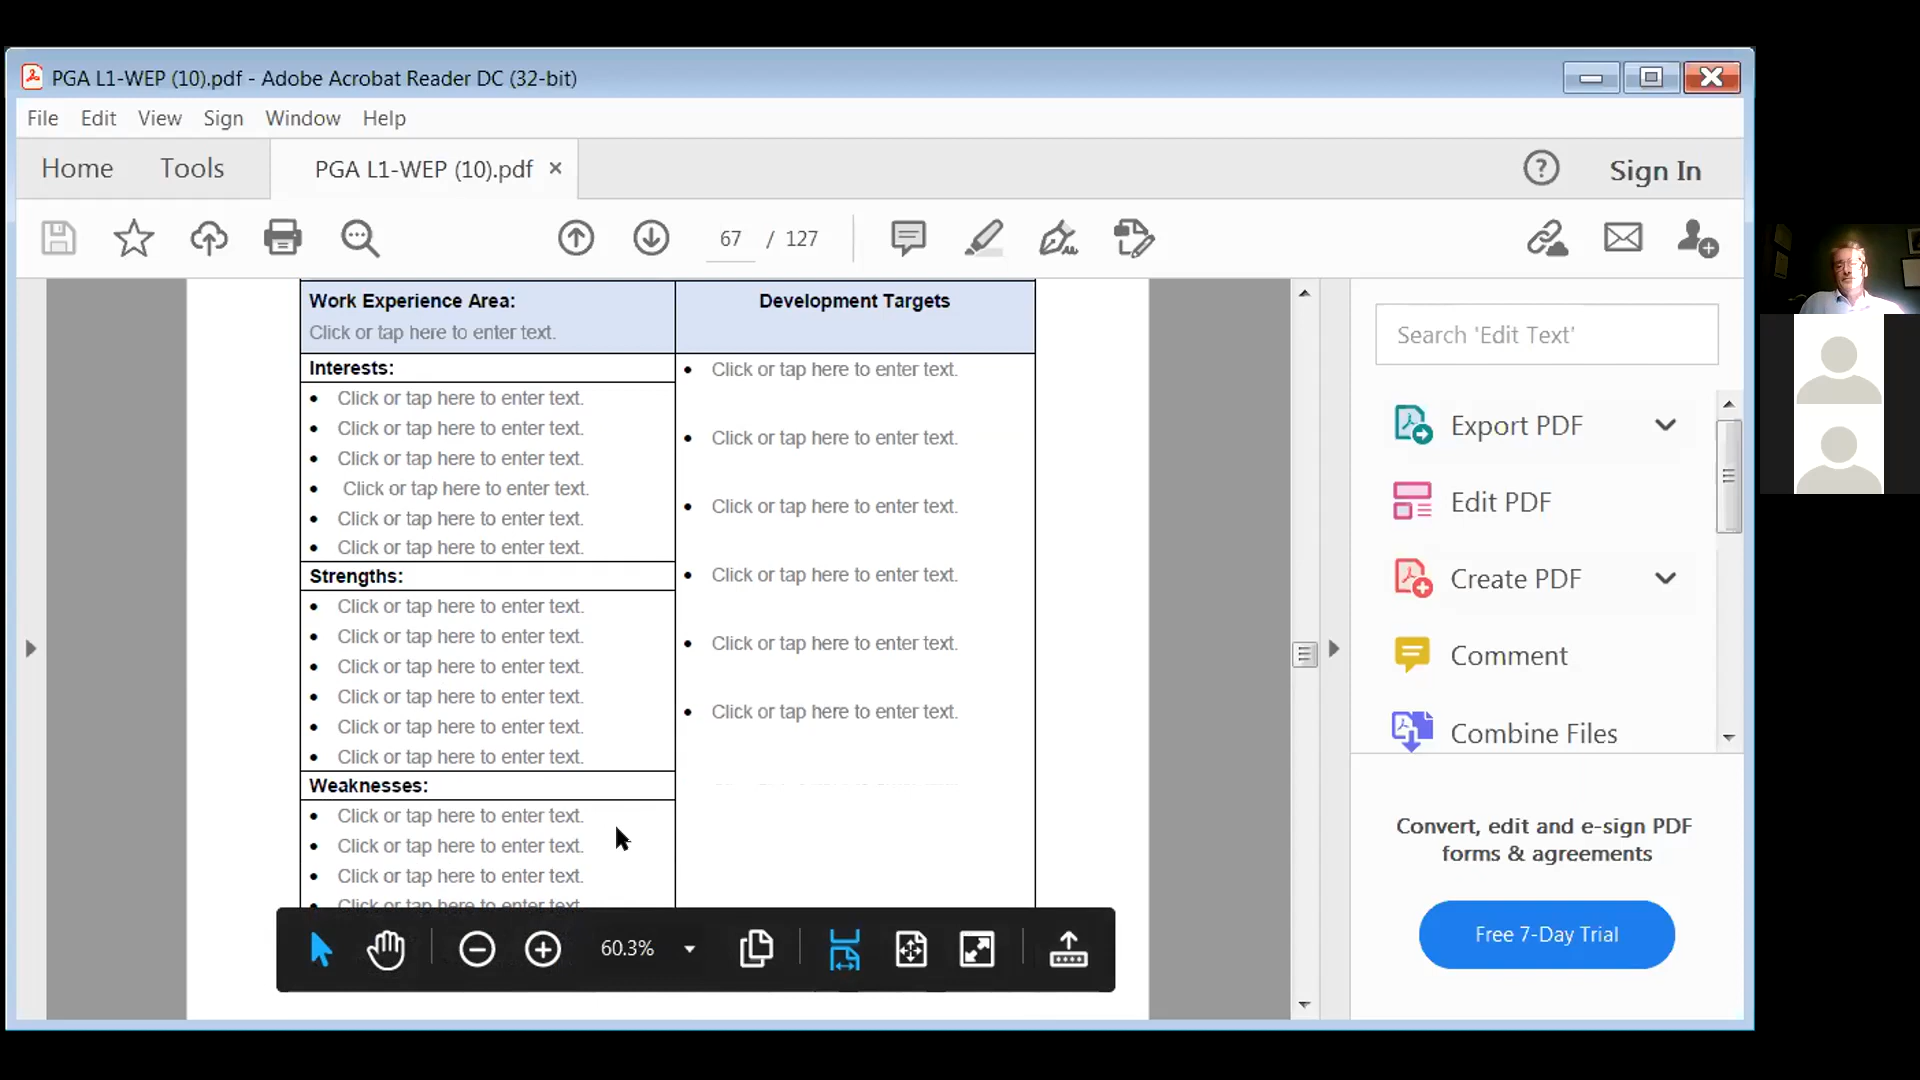 PGA L1-WEP (10).pdf - Adobe Acrobat Reader DC (32-bit)
File Edit View Sign Window Help
Home Tools PGA L1-WEP (10).pdf × Sign In
67 / 127
Work Experience Area:
Click or tap here to enter text.
Interests:
• Click or tap here to enter text.
• Click or tap here to enter text.
• Click or tap here to enter text.
• Click or tap here to enter text.
• Click or tap here to enter text.
• Click or tap here to enter text.
Strengths:
• Click or tap here to enter text.
• Click or tap here to enter text.
• Click or tap here to enter text.
• Click or tap here to enter text.
• Click or tap here to enter text.
• Click or tap here to enter text.
Weaknesses:
• Click or tap here to enter text.
• Click or tap here to enter text.
• Click or tap here to enter text.
• Click or tap here to enter text.
Development Targets
• Click or tap here to enter text.
• Click or tap here to enter text.
• Click or tap here to enter text.
• Click or tap here to enter text.
• Click or tap here to enter text.
• Click or tap here to enter text.
60.3%
Search 'Edit Text'
Export PDF
Edit PDF
Create PDF
Comment
Combine Files
Convert, edit and e-sign PDF
forms & agreements
Free 7-Day Trial